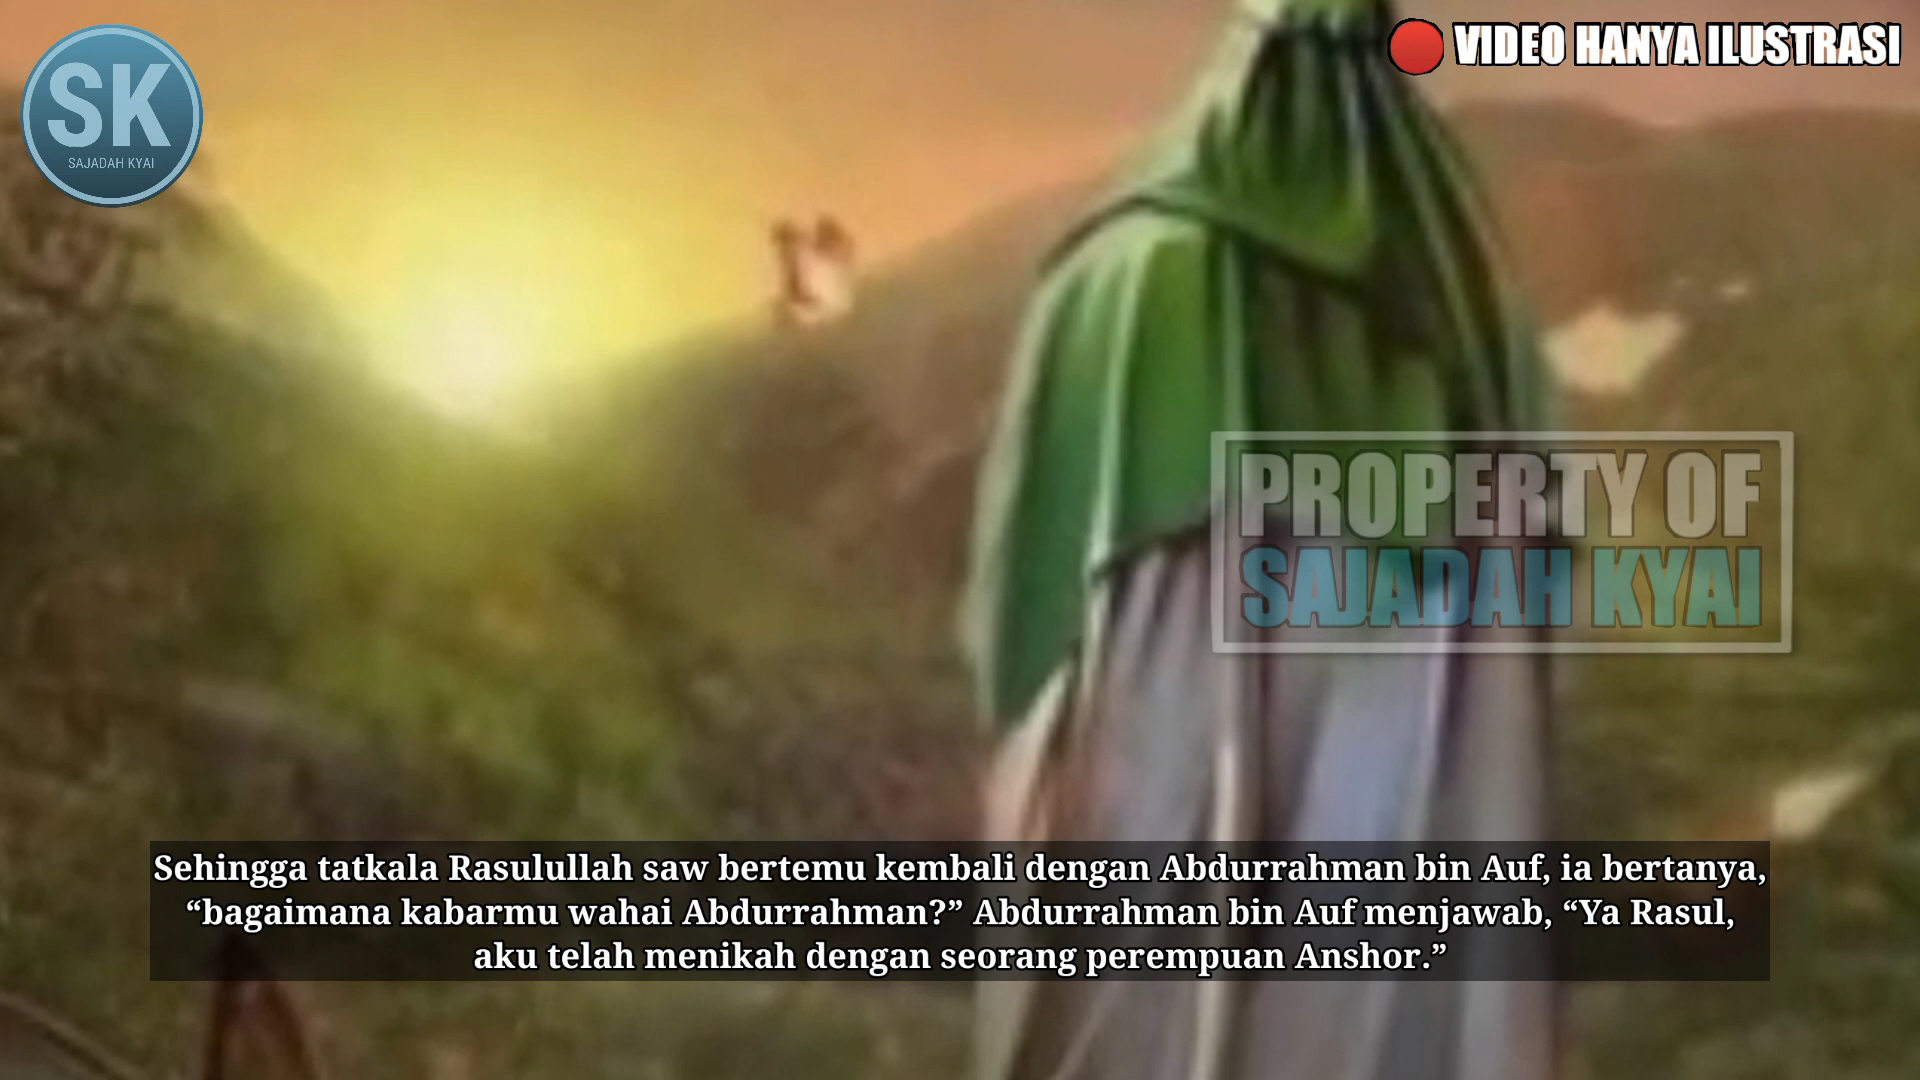 SK
SAJADAH KYAI
VIDEO HANYA ILUSTRASI
PROPERTY OF
SAJADAH KYAI
Sehingga tatkala Rasulullah saw bertemu kembali dengan Abdurrahman bin Auf, ia bertanya,
“bagaimana kabarmu wahai Abdurrahman?” Abdurrahman bin Auf menjawab, “Ya Rasul,
aku telah menikah dengan seorang perempuan Anshor.”